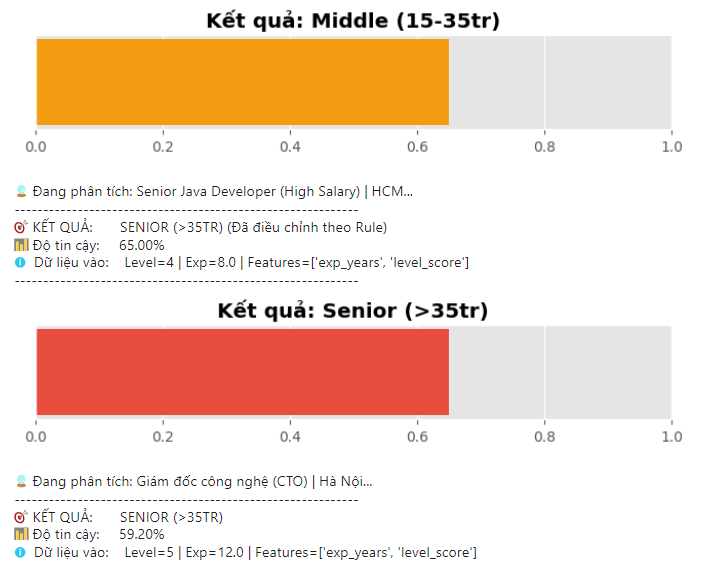 Kết quả: Middle (15-35tr)
0.0 0.2 0.4 0.6 0.8 1.0
Đang phân tích: Senior Java Developer (High Salary) | HCM...
------------------------------------------------------------
KẾT QUẢ: SENIOR (>35TR) (Đã điều chỉnh theo Rule)
Độ tin cậy: 65.00%
Dữ liệu vào: Level=4 | Exp=8.0 | Features=['exp_years', 'level_score']
------------------------------------------------------------
Kết quả: Senior (>35tr)
0.0 0.2 0.4 0.6 0.8 1.0
Đang phân tích: Giám đốc công nghệ (CTO) | Hà Nội...
------------------------------------------------------------
KẾT QUẢ: SENIOR (>35TR)
Độ tin cậy: 59.20%
Dữ liệu vào: Level=5 | Exp=12.0 | Features=['exp_years', 'level_score']